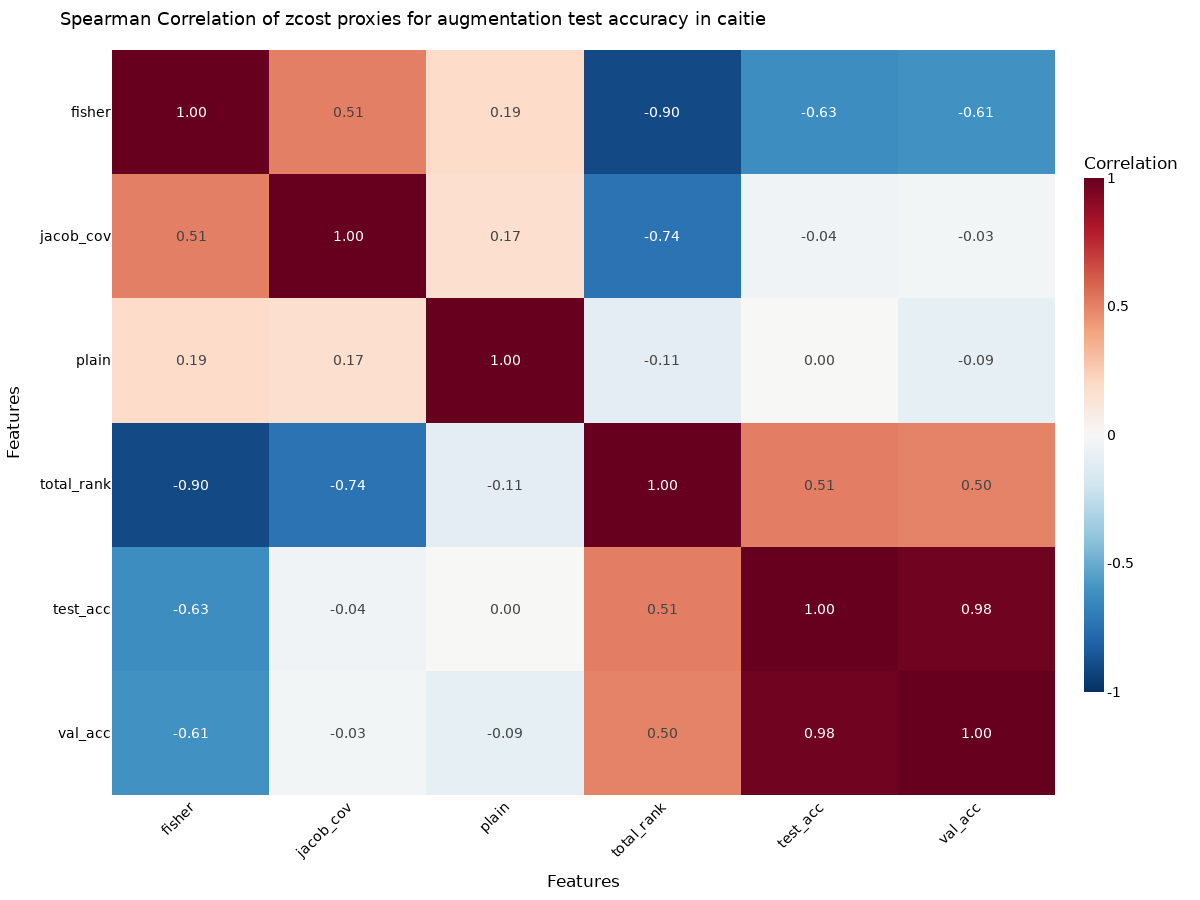 Spearman Correlation of zcost proxies for augmentation test accuracy in caitie
fisher 1.00 0.51 0.19 -0.90 -0.63 -0.61
jacob_cov 0.51 1.00 0.17 -0.74 -0.04 -0.03
plain 0.19 0.17 1.00 -0.11 0.00 -0.09
total_rank -0.90 -0.74 -0.11 1.00 0.51 0.50
test_acc -0.63 -0.04 0.00 0.51 1.00 0.98
val_acc -0.61 -0.03 -0.09 0.50 0.98 1.00
fisher jacob_cov plain total_rank test_acc val_acc
Features
Features
Correlation
1
0.5
0
-0.5
-1